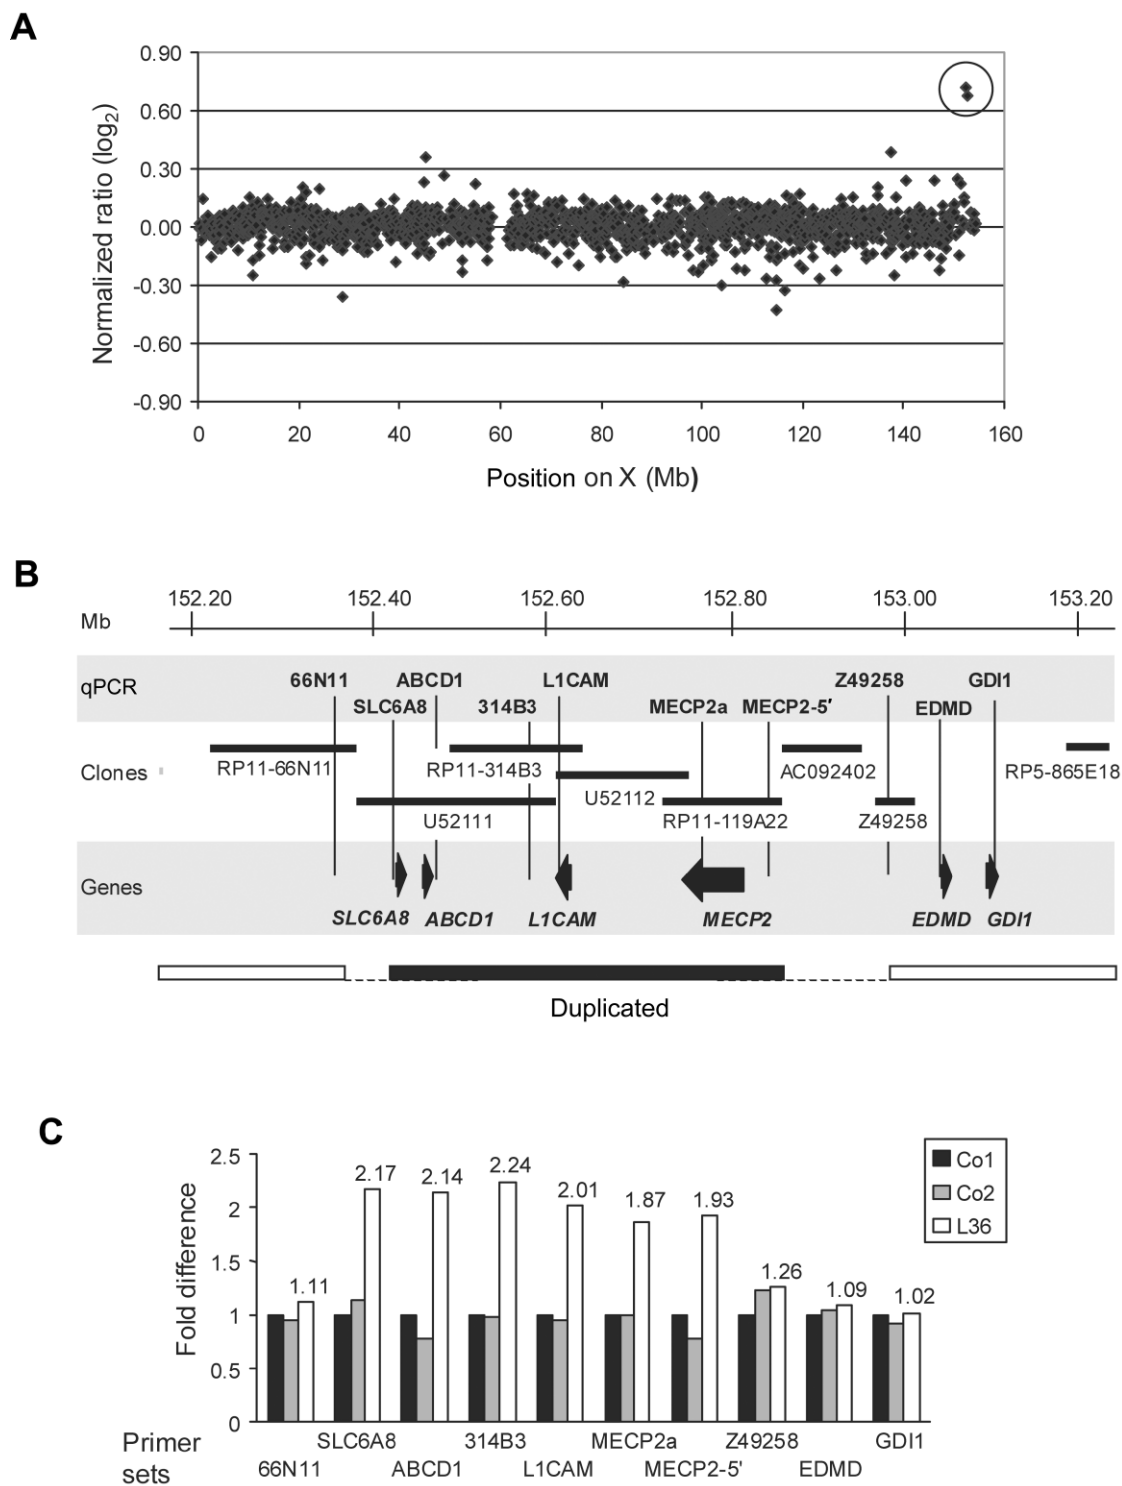 A
Normalized ratio (log2)
0.90
0.60
0.30
0.00
-0.30
-0.60
-0.90
0 20 40 60 80 100 120 140 160
Position on X (Mb)
B
152.20 152.40 152.60 152.80 153.00 153.20
Mb
qPCR
66N11 ABCD1 L1CAM Z49258 GDI1
SLC6A8 314B3 MECP2a MECP2-5′ EDMD
Clones
RP11-66N11 RP11-314B3 AC092402 RP5-865E18
U52112
U52111 RP11-119A22 Z49258
Genes
SLC6A8 ABCD1 L1CAM MECP2 EDMD GDI1
Duplicated
C
Fold difference
2.5
2
1.5
1
0.5
0
1.11 2.17 2.14 2.24 2.01 1.87 1.93 1.26 1.09 1.02
Co1
Co2
L36
Primer sets
SLC6A8 314B3 MECP2a Z49258 GDI1
66N11 ABCD1 L1CAM MECP2-5' EDMD